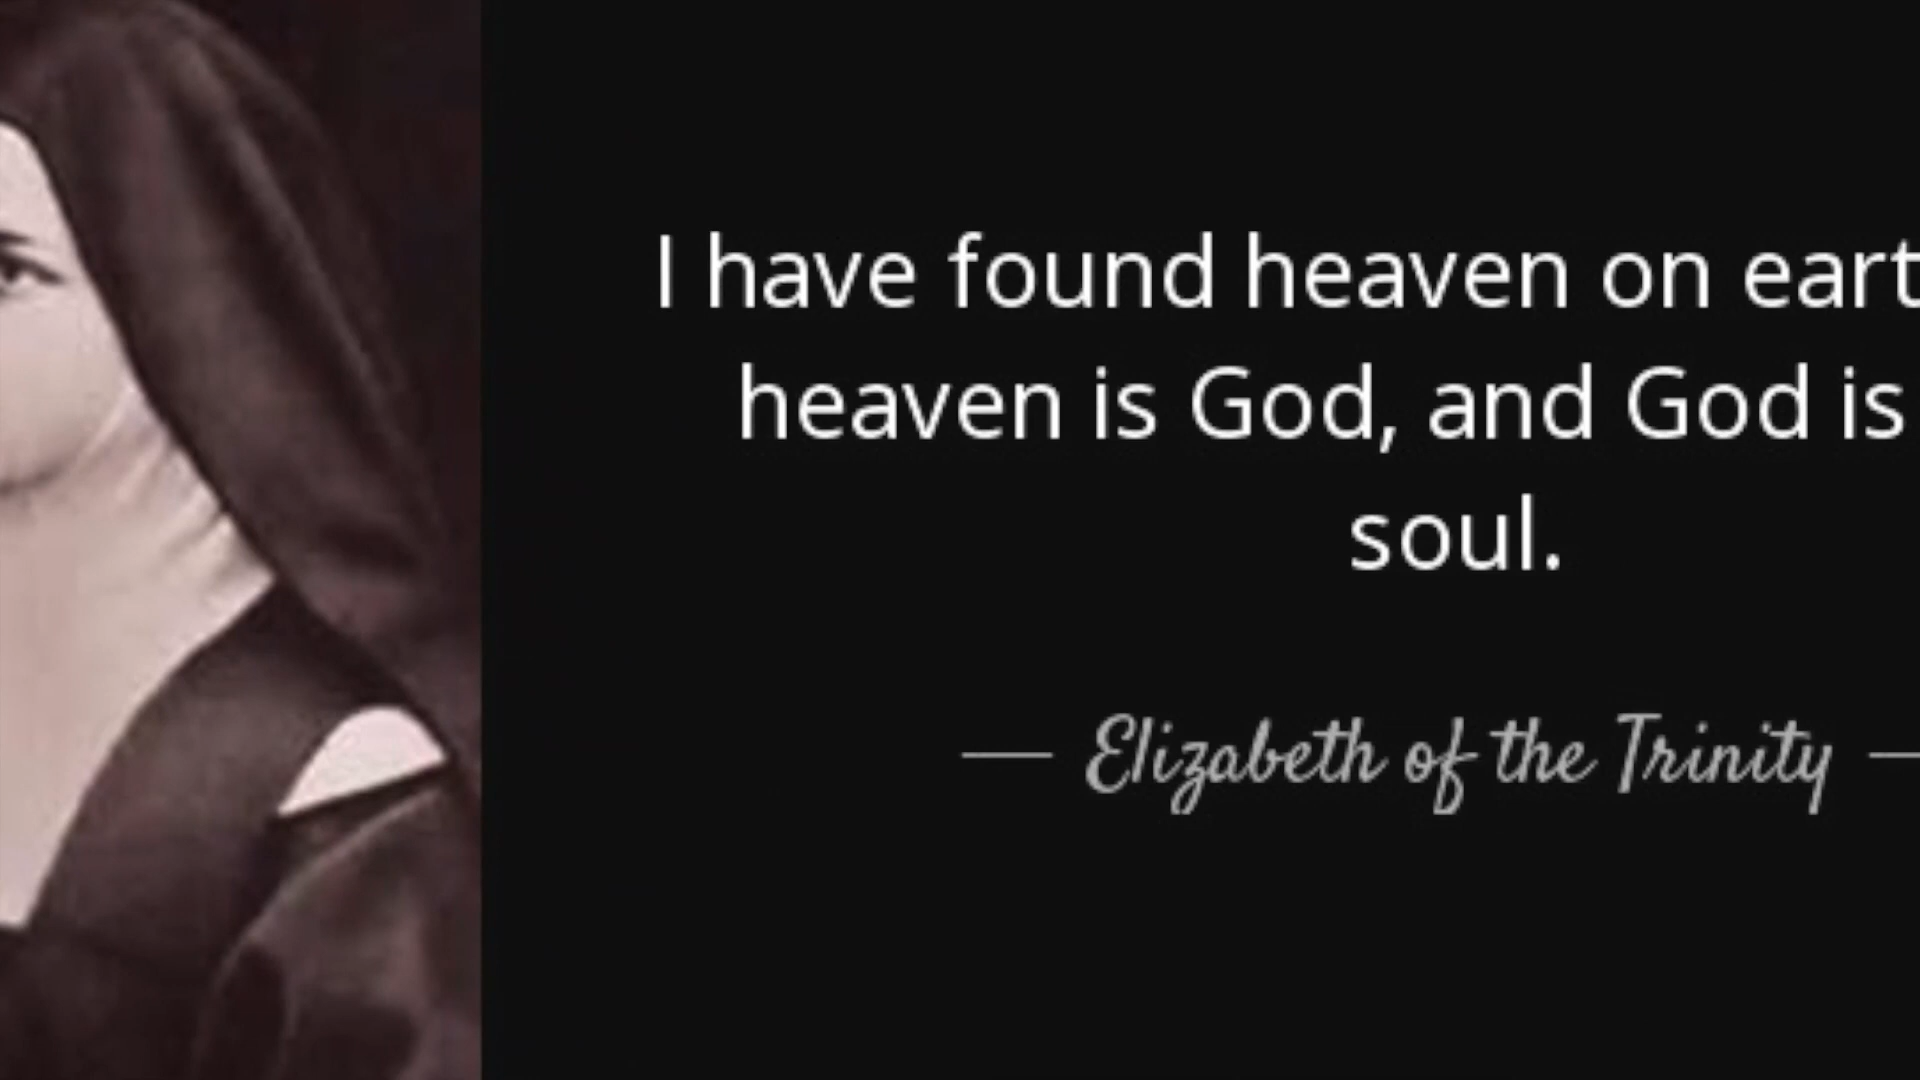 I have found heaven on eart
heaven is God, and God is
soul.
— Elizabeth of the Trinity —